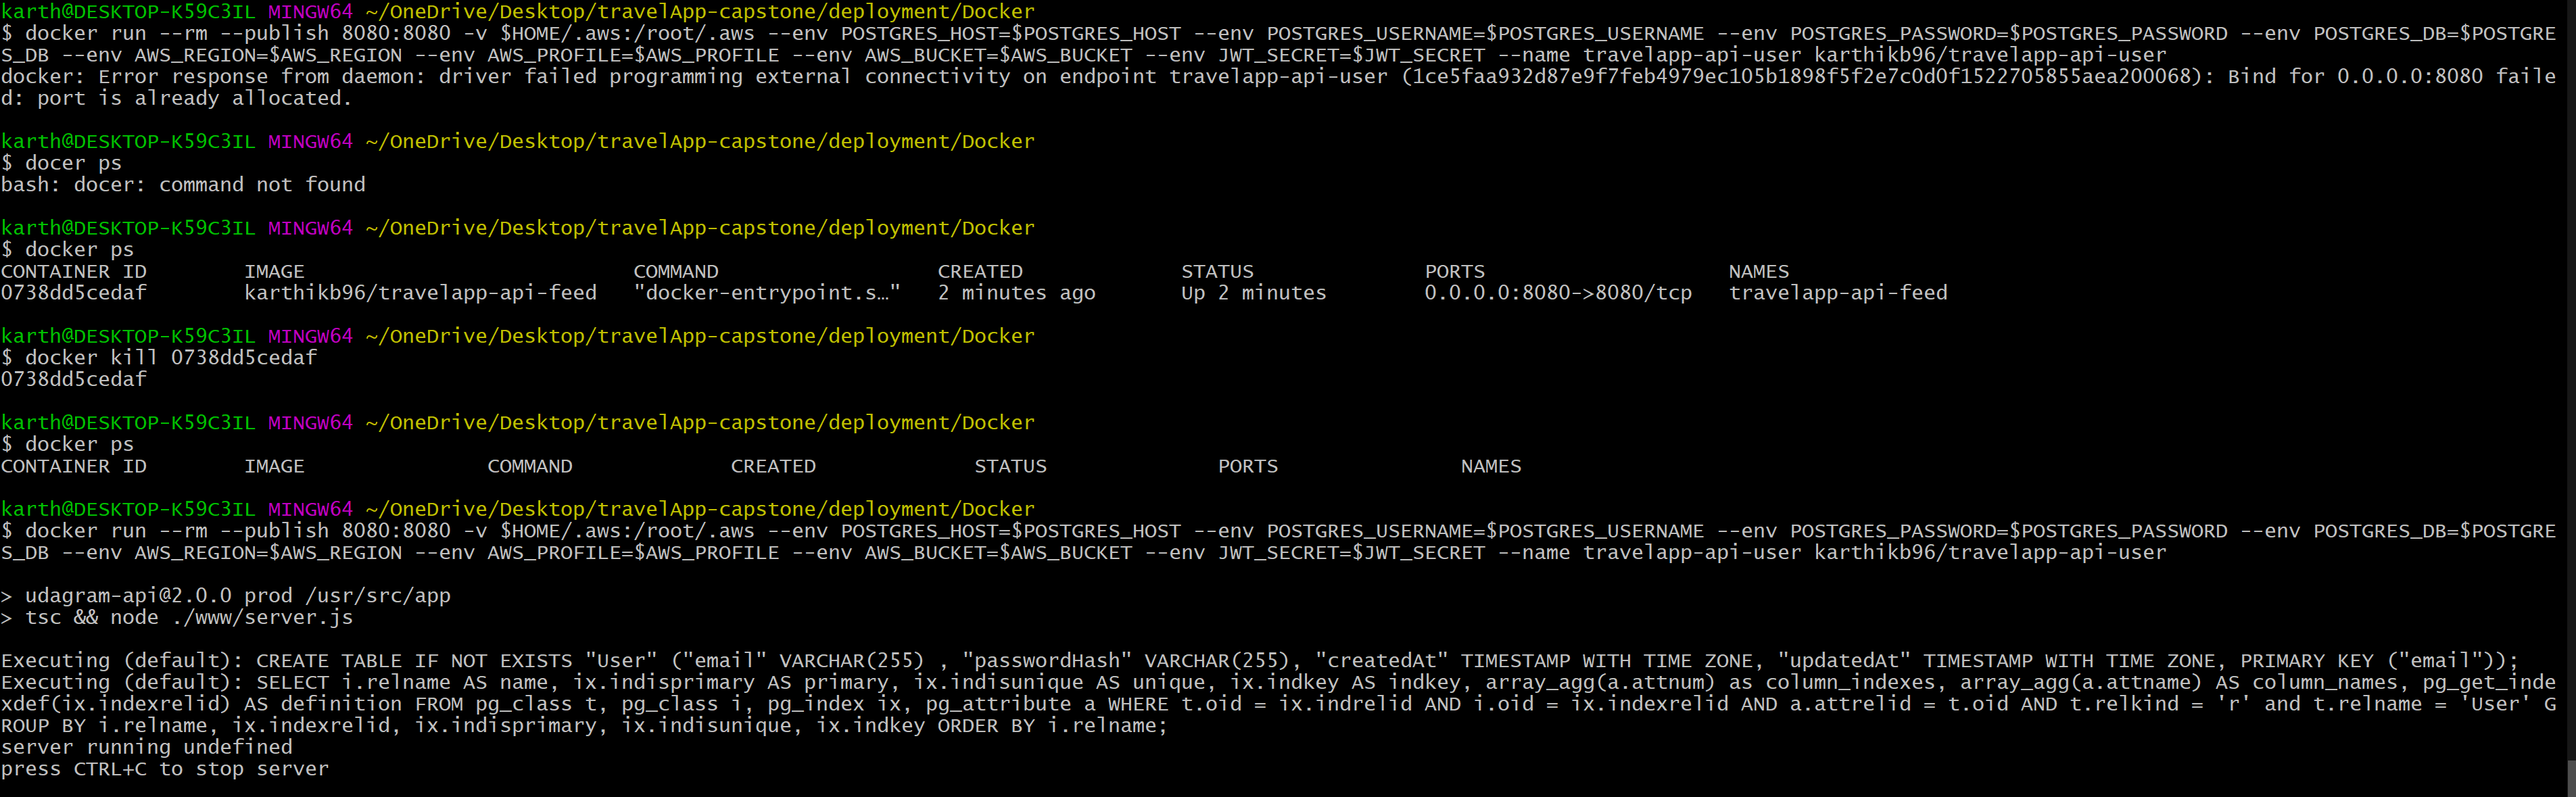 karth@DESKTOP-K59C3IL MINGW64 ~/OneDrive/Desktop/travelApp-capstone/deployment/Docker
$ docker run --rm --publish 8080:8080 -v $HOME/.aws:/root/.aws --env POSTGRES_HOST=$POSTGRES_HOST --env POSTGRES_USERNAME=$POSTGRES_USERNAME --env POSTGRES_PASSWORD=$POSTGRES_PASSWORD --env POSTGRES_DB=$POSTGRE
S_DB --env AWS_REGION=$AWS_REGION --env AWS_PROFILE=$AWS_PROFILE --env AWS_BUCKET=$AWS_BUCKET --env JWT_SECRET=$JWT_SECRET --name travelapp-api-user karthikb96/travelapp-api-user
docker: Error response from daemon: driver failed programming external connectivity on endpoint travelapp-api-user (1ce5faa932d87e9f7feb4979ec105b1898f5f2e7c0d0f1522705855aea200068): Bind for 0.0.0.0:8080 faile
d: port is already allocated.
karth@DESKTOP-K59C3IL MINGW64 ~/OneDrive/Desktop/travelApp-capstone/deployment/Docker
$ docer ps
bash: docer: command not found
karth@DESKTOP-K59C3IL MINGW64 ~/OneDrive/Desktop/travelApp-capstone/deployment/Docker
$ docker ps
CONTAINER ID        IMAGE                           COMMAND                  CREATED             STATUS              PORTS                    NAMES
0738dd5cedaf        karthikb96/travelapp-api-feed   "docker-entrypoint.s…"   2 minutes ago       Up 2 minutes        0.0.0.0:8080->8080/tcp   travelapp-api-feed
karth@DESKTOP-K59C3IL MINGW64 ~/OneDrive/Desktop/travelApp-capstone/deployment/Docker
$ docker kill 0738dd5cedaf
0738dd5cedaf
karth@DESKTOP-K59C3IL MINGW64 ~/OneDrive/Desktop/travelApp-capstone/deployment/Docker
$ docker ps
CONTAINER ID        IMAGE               COMMAND             CREATED             STATUS              PORTS               NAMES
karth@DESKTOP-K59C3IL MINGW64 ~/OneDrive/Desktop/travelApp-capstone/deployment/Docker
$ docker run --rm --publish 8080:8080 -v $HOME/.aws:/root/.aws --env POSTGRES_HOST=$POSTGRES_HOST --env POSTGRES_USERNAME=$POSTGRES_USERNAME --env POSTGRES_PASSWORD=$POSTGRES_PASSWORD --env POSTGRES_DB=$POSTGRE
S_DB --env AWS_REGION=$AWS_REGION --env AWS_PROFILE=$AWS_PROFILE --env AWS_BUCKET=$AWS_BUCKET --env JWT_SECRET=$JWT_SECRET --name travelapp-api-user karthikb96/travelapp-api-user
> udagram-api@2.0.0 prod /usr/src/app
> tsc && node ./www/server.js
Executing (default): CREATE TABLE IF NOT EXISTS "User" ("email" VARCHAR(255) , "passwordHash" VARCHAR(255), "createdAt" TIMESTAMP WITH TIME ZONE, "updatedAt" TIMESTAMP WITH TIME ZONE, PRIMARY KEY ("email"));
Executing (default): SELECT i.relname AS name, ix.indisprimary AS primary, ix.indisunique AS unique, ix.indkey AS indkey, array_agg(a.attnum) as column_indexes, array_agg(a.attname) AS column_names, pg_get_inde
xdef(ix.indexrelid) AS definition FROM pg_class t, pg_class i, pg_index ix, pg_attribute a WHERE t.oid = ix.indrelid AND i.oid = ix.indexrelid AND a.attrelid = t.oid AND t.relkind = 'r' and t.relname = 'User' G
ROUP BY i.relname, ix.indexrelid, ix.indisprimary, ix.indisunique, ix.indkey ORDER BY i.relname;
server running undefined
press CTRL+C to stop server